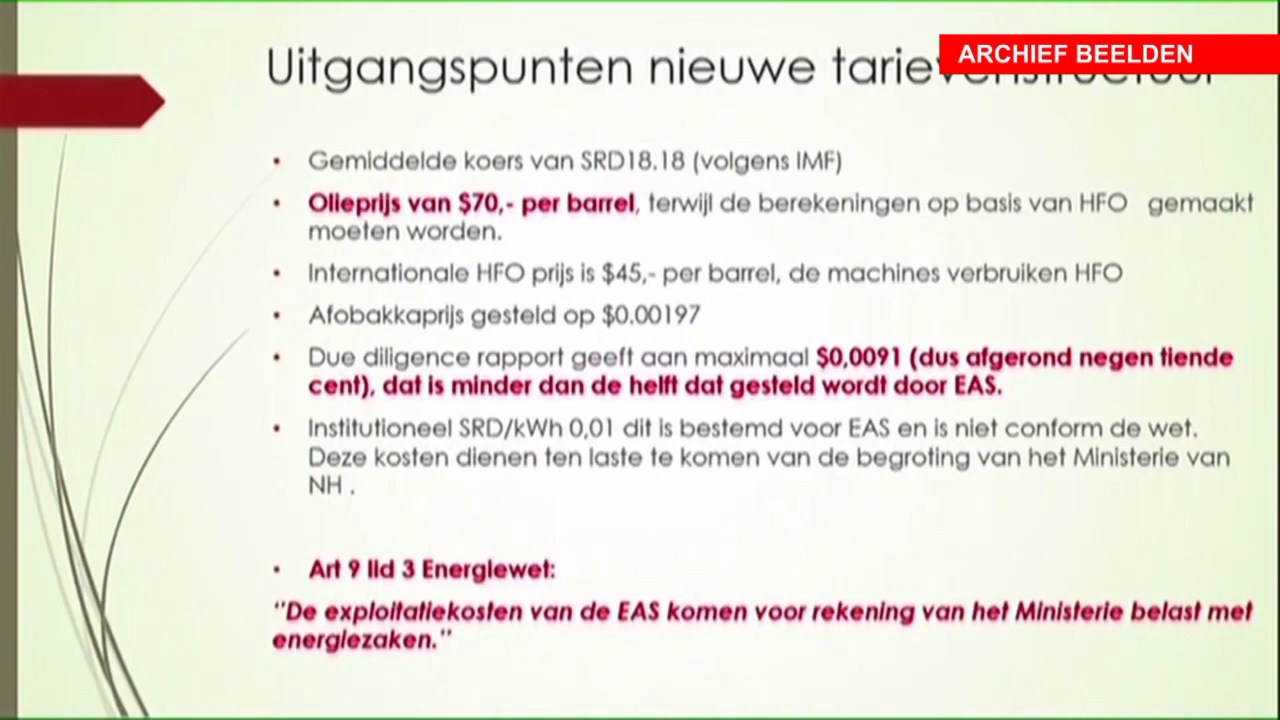 ARCHIEF BEELDEN
Uitgangspunten nieuwe tarievenstructuur
• Gemiddelde koers van SRD18.18 (volgens IMF)
• Olieprijs van $70,- per barrel, terwijl de berekeningen op basis van HFO gemaakt
moeten worden.
• Internationale HFO prijs is $45,- per barrel, de machines verbruiken HFO
• Afobakkaprijs gesteld op $0.00197
• Due diligence rapport geeft aan maximaal $0,0091 (dus afgerond negen tiende
cent), dat is minder dan de helft dat gesteld wordt door EAS.
• Institutioneel SRD/kWh 0,01 dit is bestemd voor EAS en is niet conform de wet.
Deze kosten dienen ten laste te komen van de begroting van het Ministerie van
NH .
• Art 9 lid 3 Energiewet:
"De exploitatiekosten van de EAS komen voor rekening van het Ministerie belast met
energiezaken."